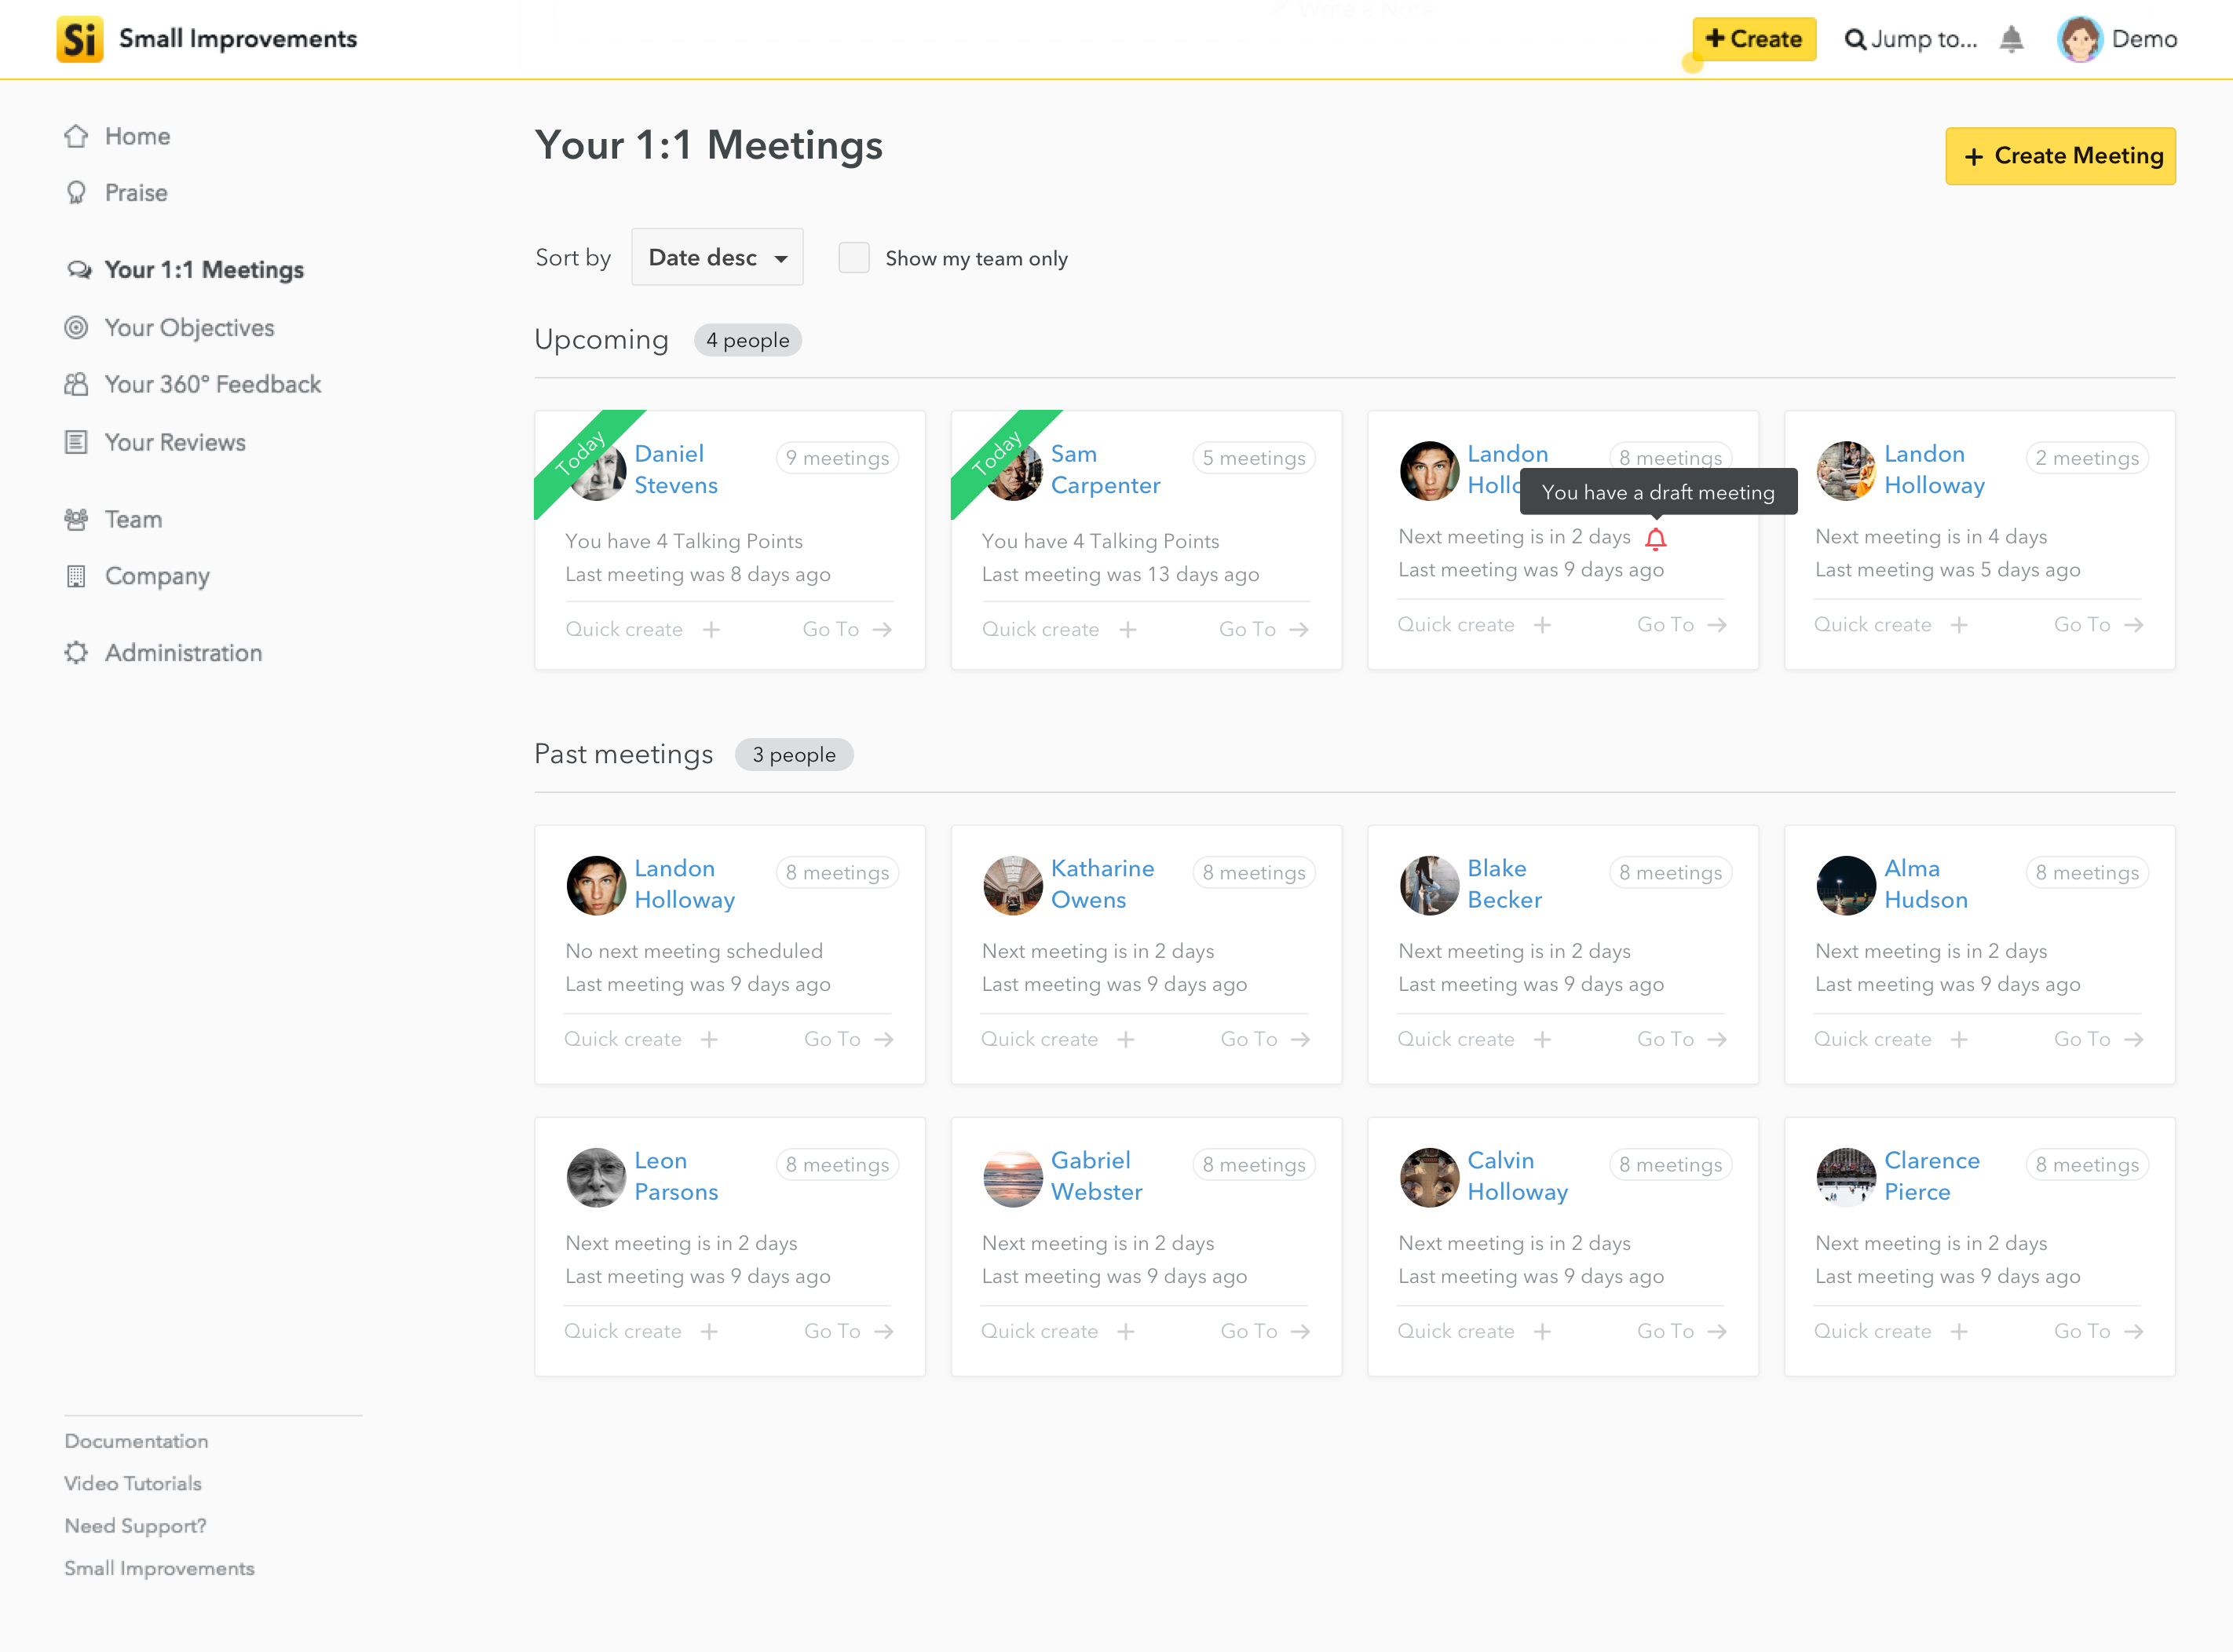 Write a Note
Si Small Improvements
+ Create
Jump to...
Demo
Home
Praise
Your 1:1 Meetings
Your Objectives
Your 360° Feedback
Your Reviews
Team
Company
Administration
Documentation
Video Tutorials
Need Support?
Small Improvements
Your 1:1 Meetings
+ Create Meeting
Sort by
Date desc
Show my team only
Upcoming
4 people
Today
Daniel
Stevens
9 meetings
You have 4 Talking Points
Last meeting was 8 days ago
Quick create +
Go To →
Today
Sam
Carpenter
5 meetings
You have 4 Talking Points
Last meeting was 13 days ago
Quick create +
Go To →
Landon
Hollo
8 meetings
You have a draft meeting
Next meeting is in 2 days
Last meeting was 9 days ago
Quick create +
Go To →
Landon
Holloway
2 meetings
Next meeting is in 4 days
Last meeting was 5 days ago
Quick create +
Go To →
Past meetings
3 people
Landon
Holloway
8 meetings
No next meeting scheduled
Last meeting was 9 days ago
Quick create +
Go To →
Katharine
Owens
8 meetings
Next meeting is in 2 days
Last meeting was 9 days ago
Quick create +
Go To →
Blake
Becker
8 meetings
Next meeting is in 2 days
Last meeting was 9 days ago
Quick create +
Go To →
Alma
Hudson
8 meetings
Next meeting is in 2 days
Last meeting was 9 days ago
Quick create +
Go To →
Leon
Parsons
8 meetings
Next meeting is in 2 days
Last meeting was 9 days ago
Quick create +
Go To →
Gabriel
Webster
8 meetings
Next meeting is in 2 days
Last meeting was 9 days ago
Quick create +
Go To →
Calvin
Holloway
8 meetings
Next meeting is in 2 days
Last meeting was 9 days ago
Quick create +
Go To →
Clarence
Pierce
8 meetings
Next meeting is in 2 days
Last meeting was 9 days ago
Quick create +
Go To →